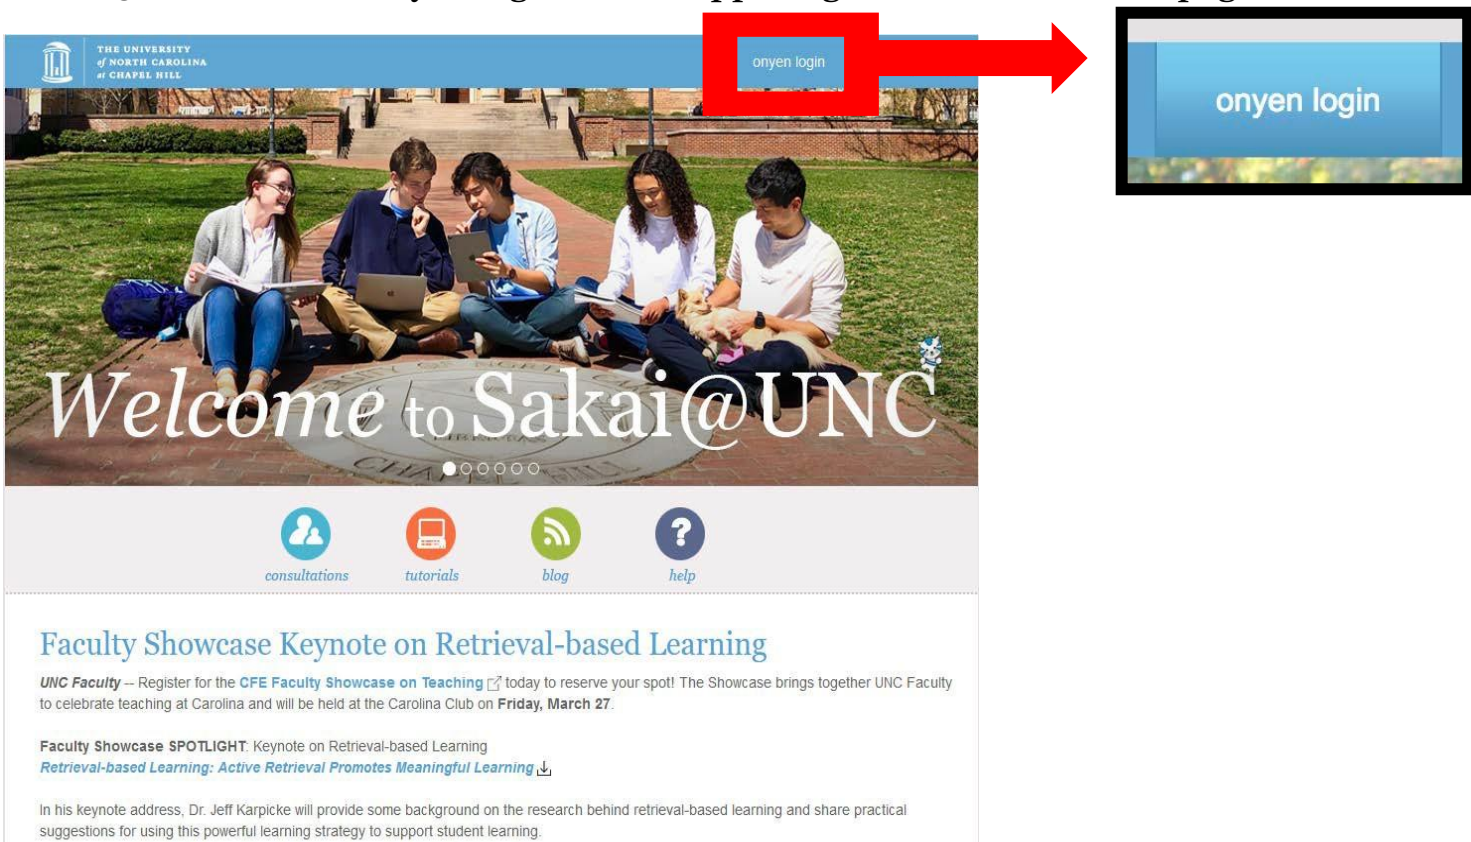 THE UNIVERSITY
of NORTH CAROLINA
at CHAPEL HILL
onyen login
onyen login
Welcome to Sakai@UNC
consultations tutorials blog help
Faculty Showcase Keynote on Retrieval-based Learning
UNC Faculty -- Register for the CFE Faculty Showcase on Teaching today to reserve your spot! The Showcase brings together UNC Faculty
to celebrate teaching at Carolina and will be held at the Carolina Club on Friday, March 27.
Faculty Showcase SPOTLIGHT: Keynote on Retrieval-based Learning
Retrieval-based Learning: Active Retrieval Promotes Meaningful Learning
In his keynote address, Dr. Jeff Karpicke will provide some background on the research behind retrieval-based learning and share practical
suggestions for using this powerful learning strategy to support student learning.